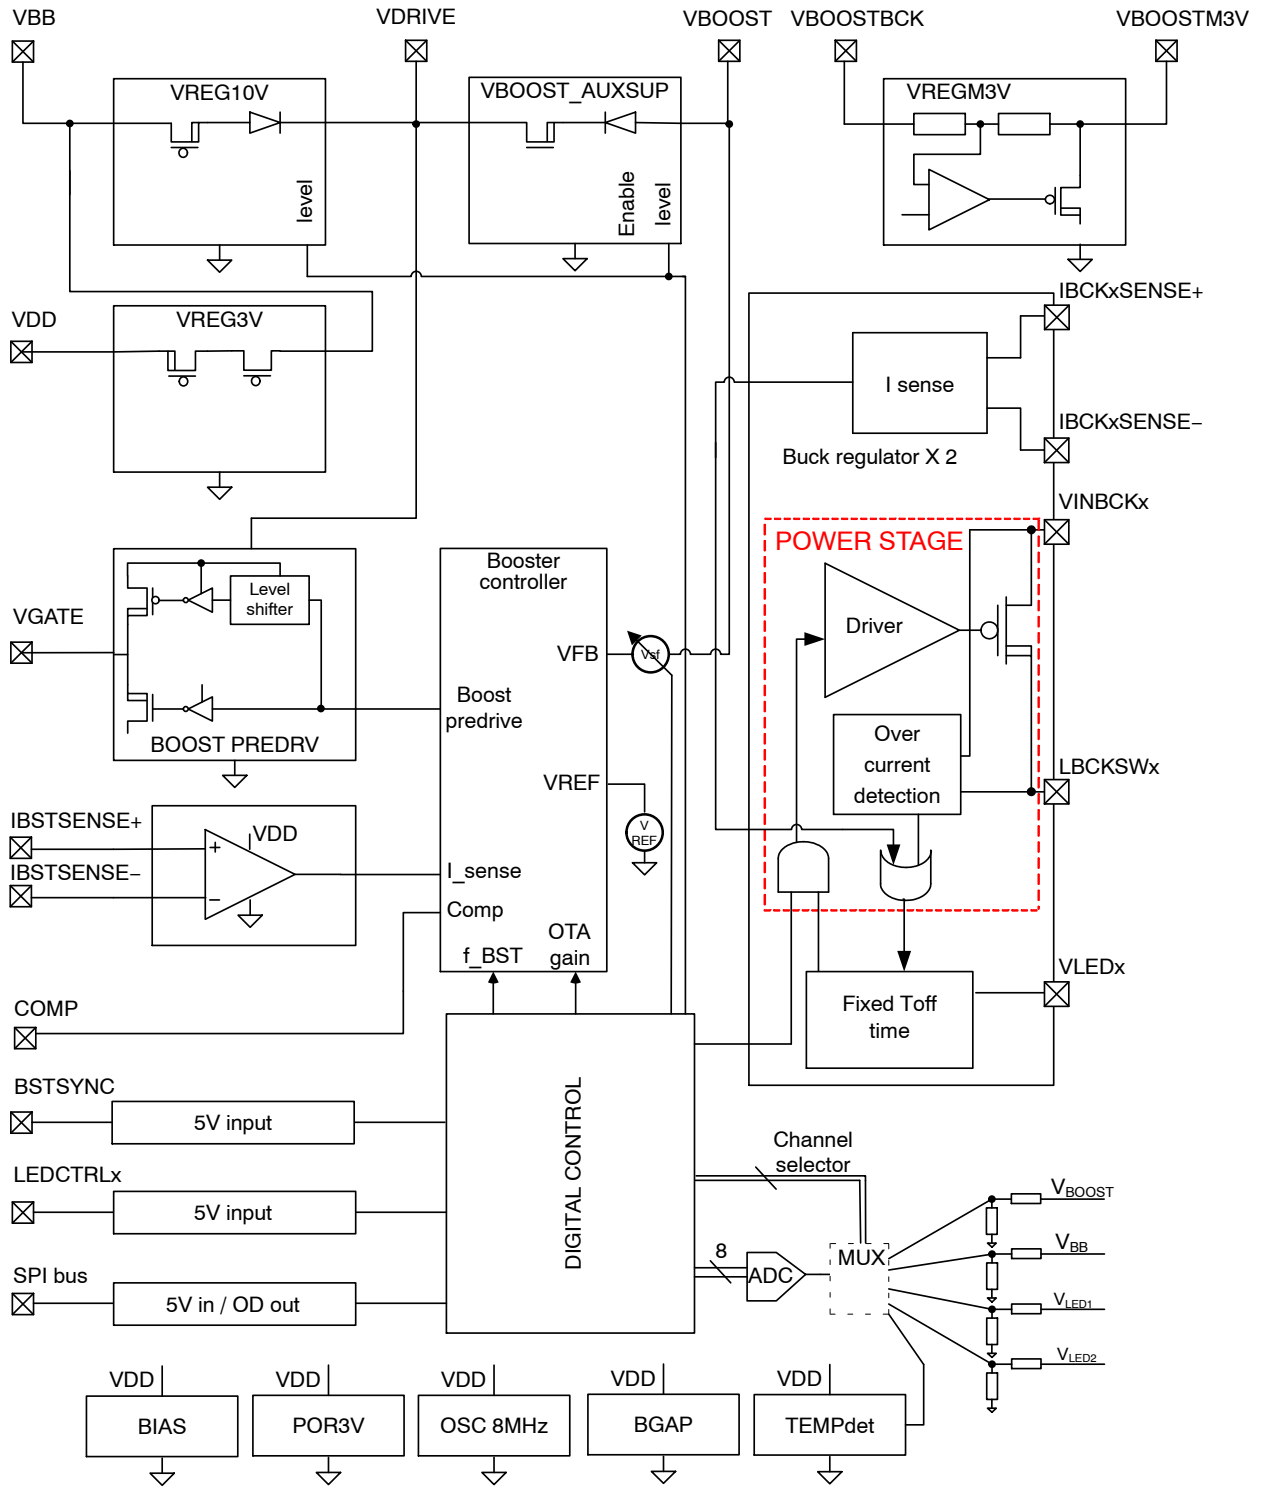 VBB
VDRIVE
VBOOST
VBOOSTBCK
VBOOSTM3V
VREG10V
level
VBOOST_AUXSUP
Enable
level
VREGM3V
VDD
VREG3V
IBCKxSENSE+
I sense
IBCKxSENSE−
Buck regulator X 2
VINBCKx
POWER STAGE
Driver
Over
current
detection
LBCKSWx
VLEDx
Fixed Toff
time
VGATE
Level
shifter
BOOST PREDRV
Booster
controller
VFB
Vsf
Boost
predrive
VREF
V
REF
I_sense
Comp
f_BST
OTA
gain
IBSTSENSE+
IBSTSENSE−
VDD
+
−
COMP
BSTSYNC
5V input
LEDCTRLx
5V input
SPI bus
5V in / OD out
DIGITAL CONTROL
Channel
selector
8
ADC
MUX
VBOOST
VBB
VLED1
VLED2
VDD
BIAS
VDD
POR3V
VDD
OSC 8MHz
VDD
BGAP
VDD
TEMPdet